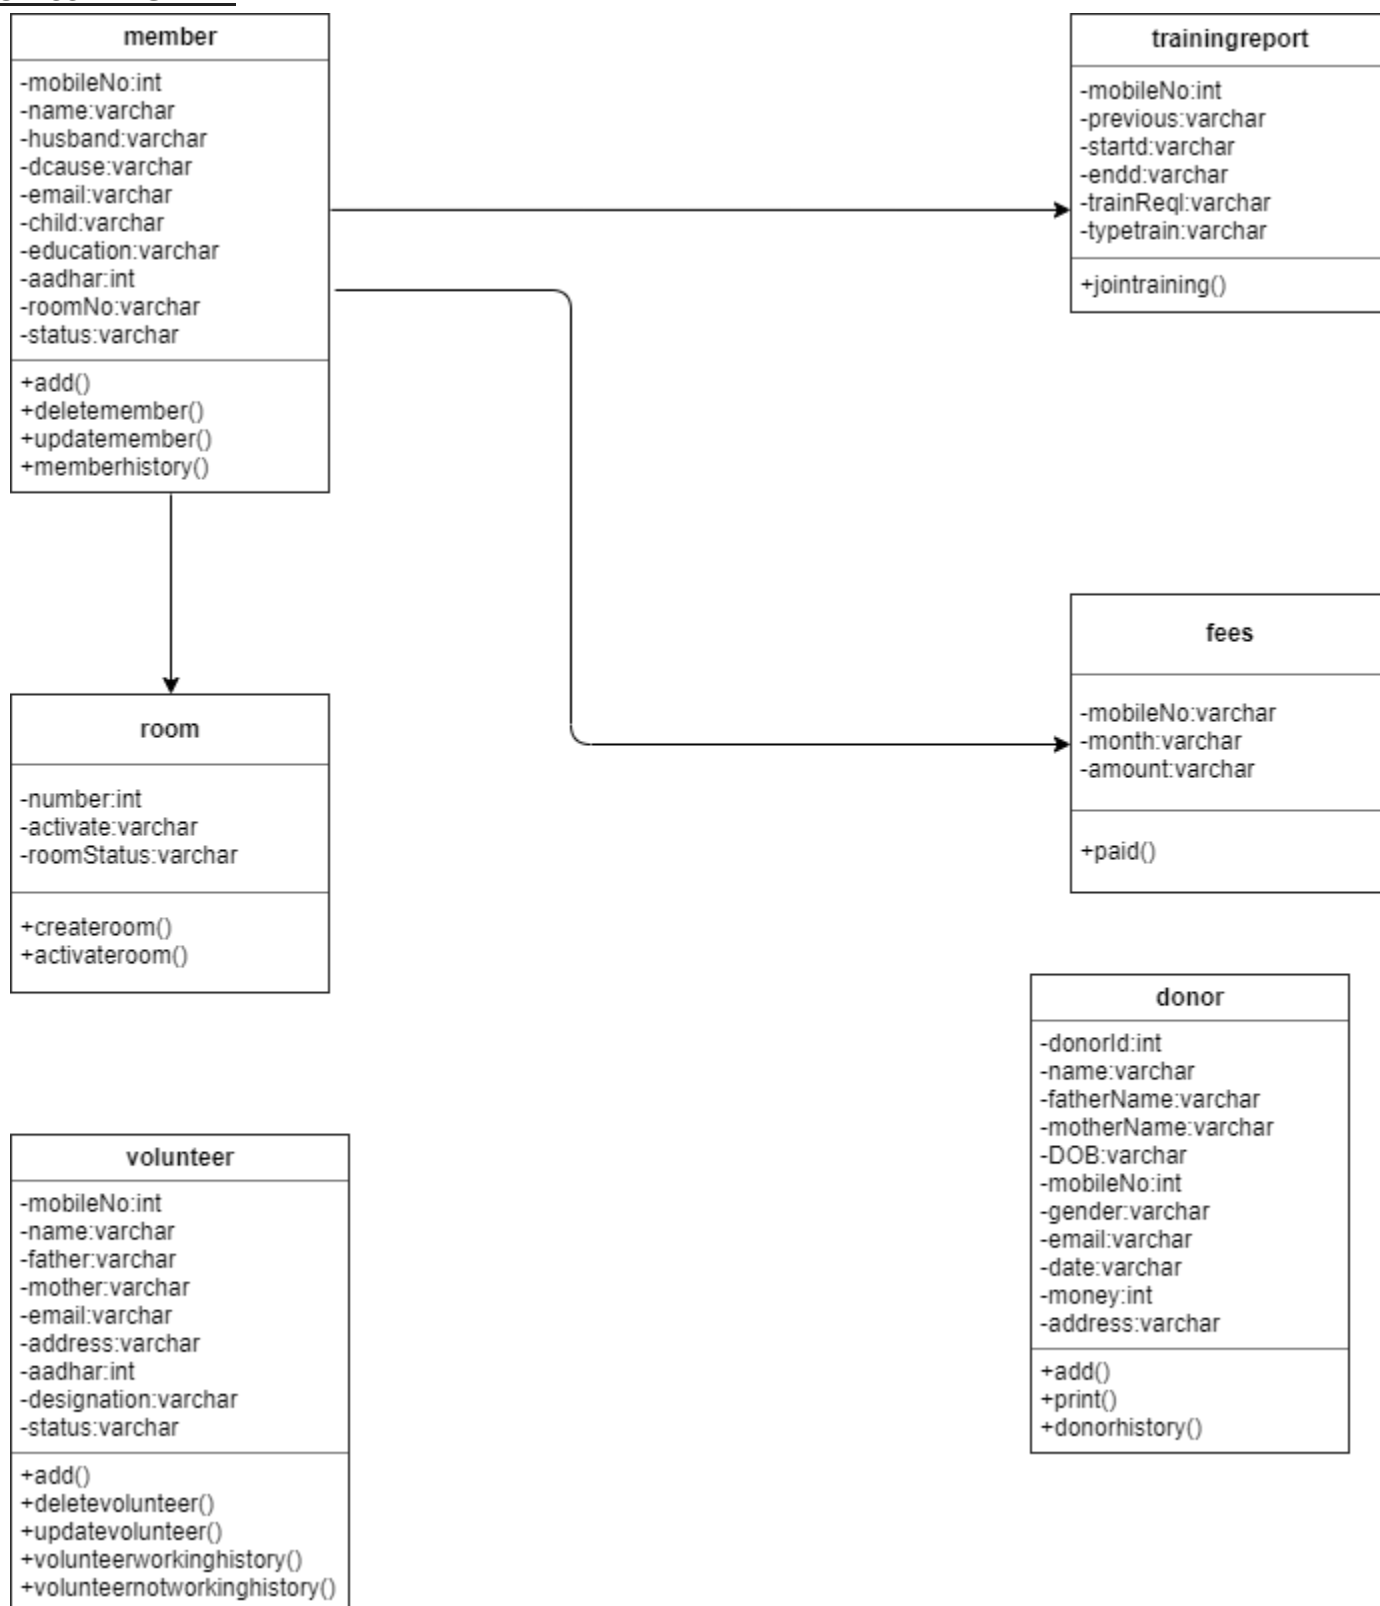 member
-mobileNo:int
-name:varchar
-husband:varchar
-dcause:varchar
-email:varchar
-child:varchar
-education:varchar
-aadhar:int
-roomNo:varchar
-status:varchar
+add()
+deletemember()
+updatemember()
+memberhistory()
trainingreport
-mobileNo:int
-previous:varchar
-startd:varchar
-endd:varchar
-trainReql:varchar
-typetrain:varchar
+jointraining()
room
-number:int
-activate:varchar
-roomStatus:varchar
+createroom()
+activateroom()
fees
-mobileNo:varchar
-month:varchar
-amount:varchar
+paid()
volunteer
-mobileNo:int
-name:varchar
-father:varchar
-mother:varchar
-email:varchar
-address:varchar
-aadhar:int
-designation:varchar
-status:varchar
+add()
+deletevolunteer()
+updatevolunteer()
+volunteerworkinghistory()
+volunteernotworkinghistory()
donor
-donorId:int
-name:varchar
-fatherName:varchar
-motherName:varchar
-DOB:varchar
-mobileNo:int
-gender:varchar
-email:varchar
-date:varchar
-money:int
-address:varchar
+add()
+print()
+donorhistory()